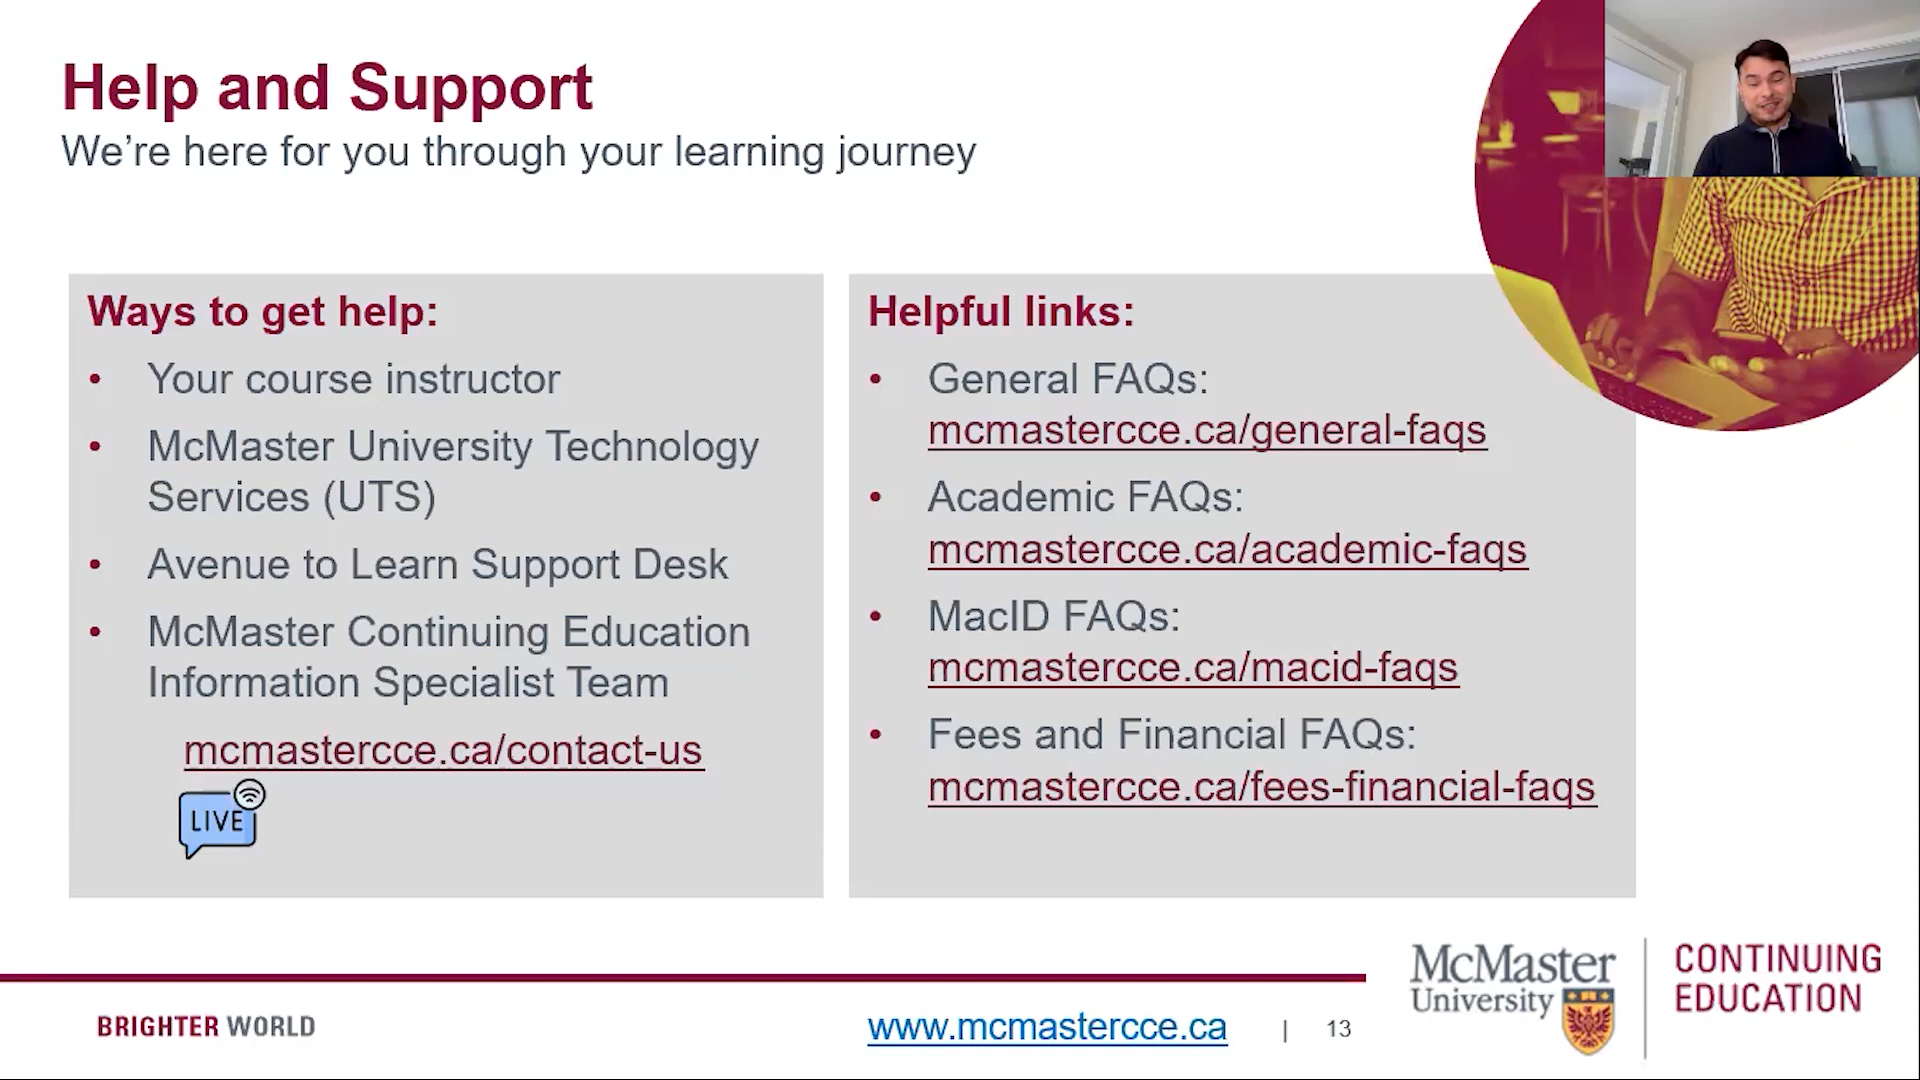 Help and Support
We’re here for you through your learning journey
Ways to get help:
• Your course instructor
• McMaster University Technology
Services (UTS)
• Avenue to Learn Support Desk
• McMaster Continuing Education
Information Specialist Team
mcmastercce.ca/contact-us
LIVE
Helpful links:
• General FAQs:
mcmastercce.ca/general-faqs
• Academic FAQs:
mcmastercce.ca/academic-faqs
• MacID FAQs:
mcmastercce.ca/macid-faqs
• Fees and Financial FAQs:
mcmastercce.ca/fees-financial-faqs
BRIGHTER WORLD
www.mcmastercce.ca | 13
McMaster
University
CONTINUING
EDUCATION